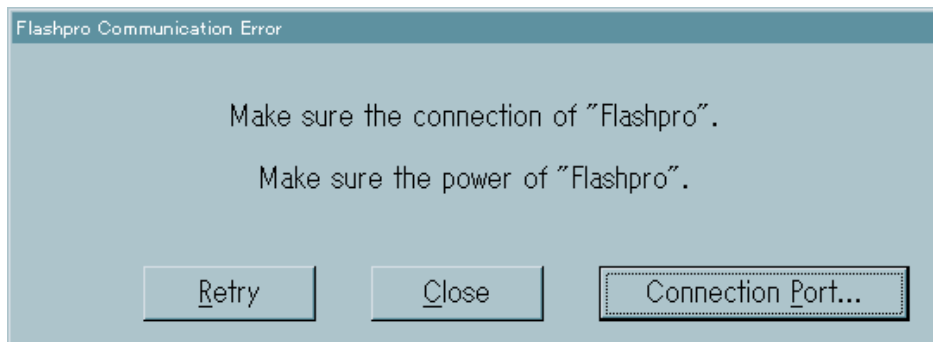 Flashpro Communication Error
Make sure the connection of "Flashpro".
Make sure the power of "Flashpro".
Retry Close Connection Port...